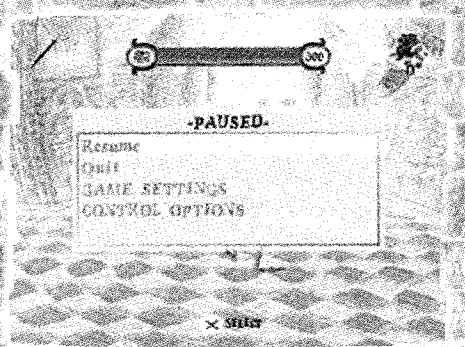 300
-PAUSED-
Resume
Quit
GAME SETTINGS
CONTROL OPTIONS
× SELECT